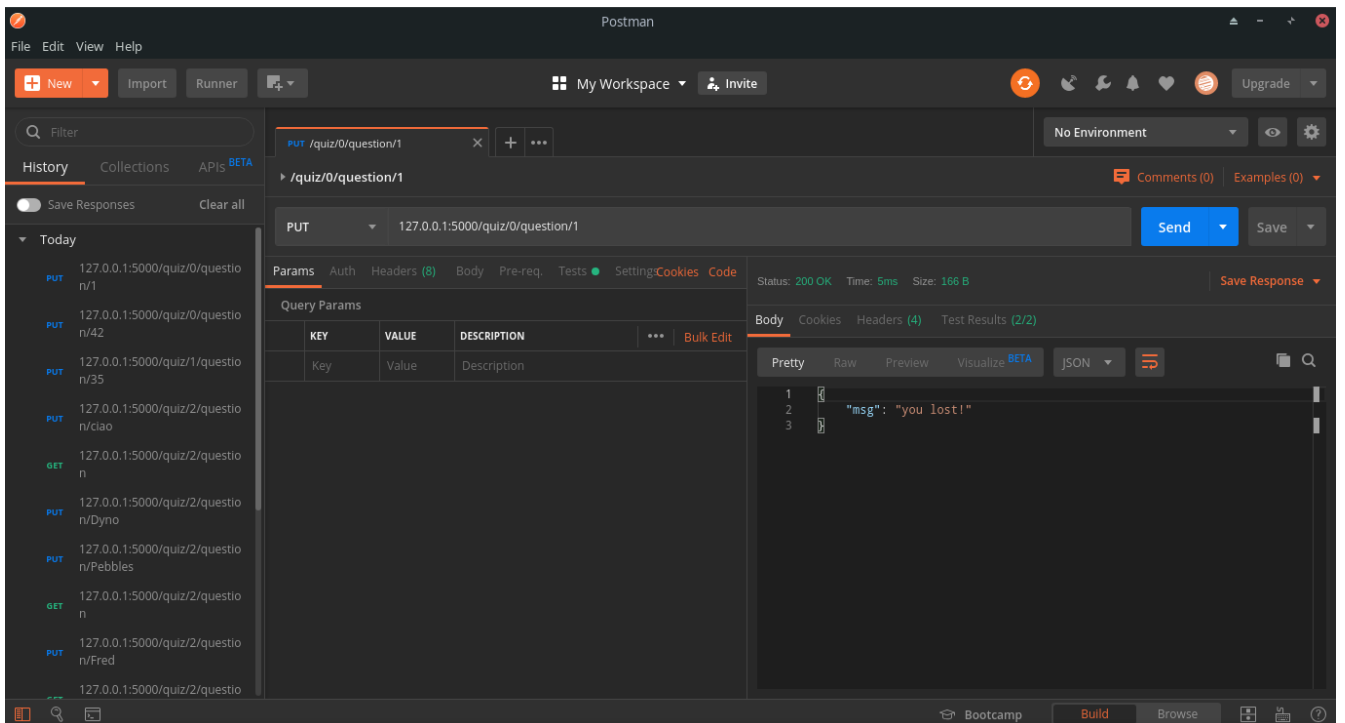 Postman
File Edit View Help
New Import Runner My Workspace Invite Upgrade
Filter
History Collections APIs BETA
Save Responses Clear all
Today
PUT 127.0.0.1:5000/quiz/0/questio
n/1
PUT 127.0.0.1:5000/quiz/0/questio
n/42
PUT 127.0.0.1:5000/quiz/1/questio
n/35
PUT 127.0.0.1:5000/quiz/2/questio
n/ciao
GET 127.0.0.1:5000/quiz/2/questio
n
PUT 127.0.0.1:5000/quiz/2/questio
n/Dyno
PUT 127.0.0.1:5000/quiz/2/questio
n/Pebbles
GET 127.0.0.1:5000/quiz/2/questio
n
PUT 127.0.0.1:5000/quiz/2/questio
n/Fred
127.0.0.1:5000/quiz/2/questio
PUT /quiz/0/question/1 No Environment
/quiz/0/question/1 Comments (0) Examples (0)
PUT 127.0.0.1:5000/quiz/0/question/1 Send Save
Params Auth Headers (8) Body Pre-req. Tests Settings Cookies Code
Query Params
KEY VALUE DESCRIPTION Bulk Edit
Key Value Description
Status: 200 OK Time: 5ms Size: 166 B Save Response
Body Cookies Headers (4) Test Results (2/2)
Pretty Raw Preview Visualize BETA JSON
1 {
2 "msg": "you lost!"
3 }
Bootcamp Build Browse